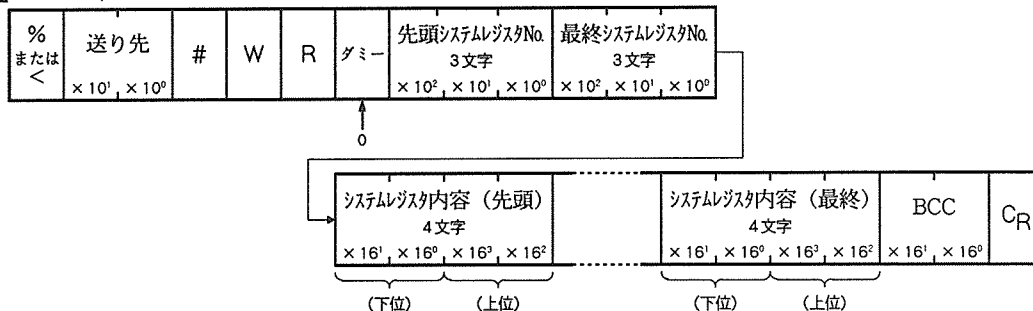 %
または
<
送り先
× 10¹ × 10⁰
#
W
R
ダミー
先頭システムレジスタNo.
3文字
× 10² × 10¹ × 10⁰
最終システムレジスタNo.
3文字
× 10² × 10¹ × 10⁰
0
システムレジスタ内容（先頭）
4文字
× 16¹ × 16⁰ × 16³ × 16²
(下位) (上位)
システムレジスタ内容（最終）
4文字
× 16¹ × 16⁰ × 16³ × 16²
(下位) (上位)
BCC
× 16¹ × 16⁰
CR